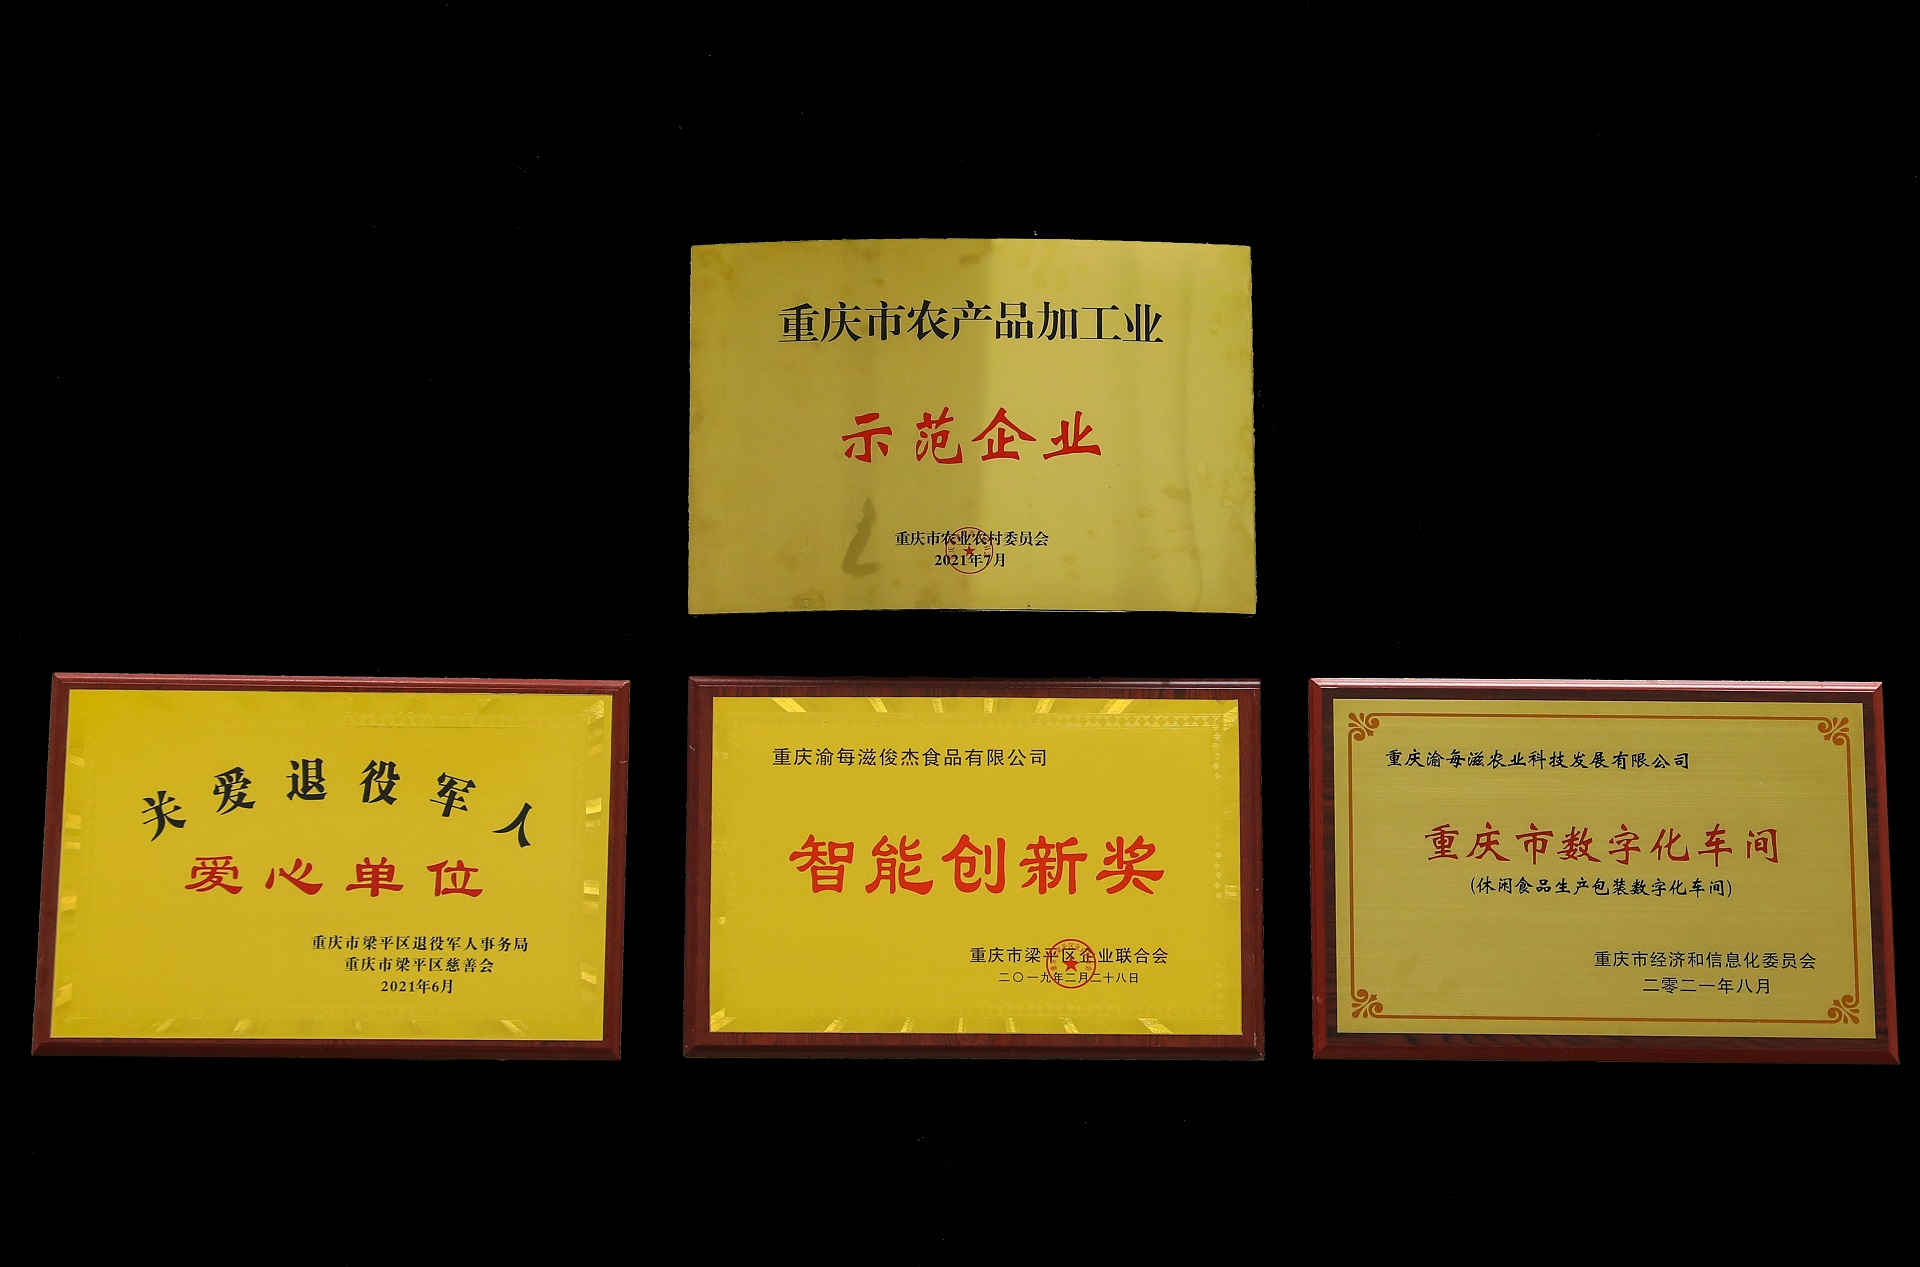 重庆市农产品加工业
示范企业
重庆市农业农村委员会
2021年7月
关爱退役军人
爱心单位
重庆市梁平区退役军人事务局
重庆市梁平区慈善会
2021年6月
重庆渝每滋俊杰食品有限公司
智能创新奖
重庆市梁平区企业联合会
二〇一九年二月二十八日
重庆渝每滋农业科技发展有限公司
重庆市数字化车间
(休闲食品生产包装数字化车间)
重庆市经济和信息化委员会
二零二一年八月